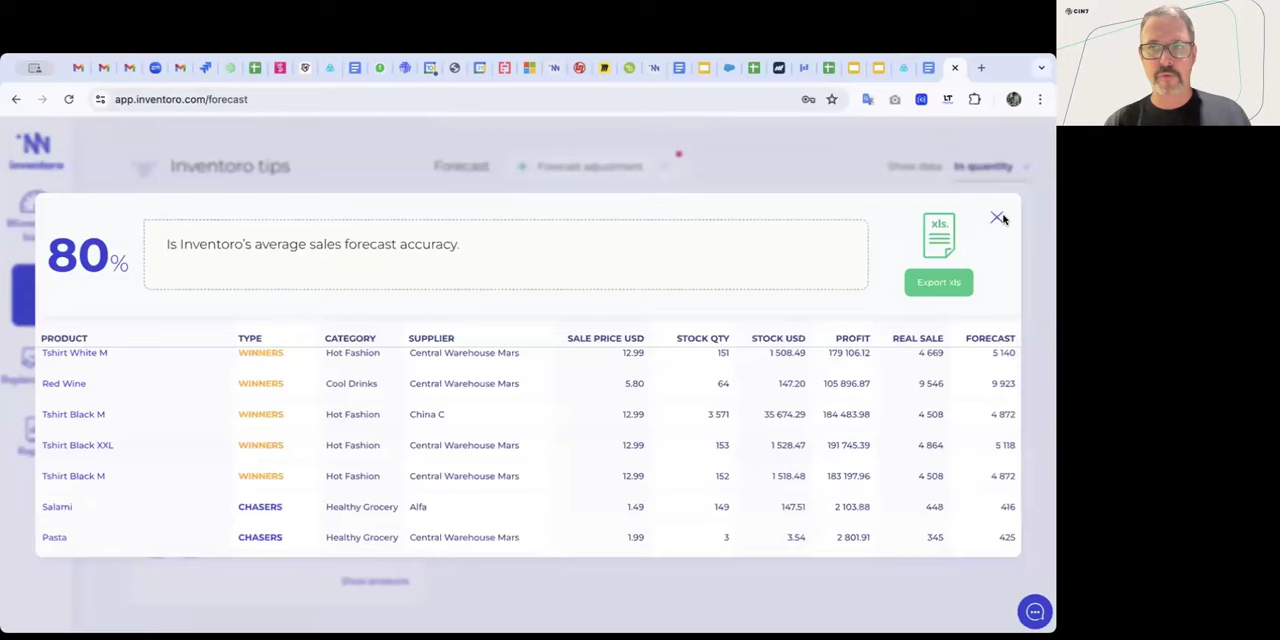 CIN7
app.inventoro.com/forecast
inventoro
Inventoro tips
Forecast
Forecast adjustment
Show data
In quantity
80%
Is Inventoro's average sales forecast accuracy.
xls.
Export xls
PRODUCT TYPE CATEGORY SUPPLIER SALE PRICE USD STOCK QTY STOCK USD PROFIT REAL SALE FORECAST
Tshirt White M WINNERS Hot Fashion Central Warehouse Mars 12.99 151 1 508.49 179 106.12 4 669 5 140
Red Wine WINNERS Cool Drinks Central Warehouse Mars 5.80 64 147.20 105 896.87 9 546 9 923
Tshirt Black M WINNERS Hot Fashion China C 12.99 3 571 35 674.29 184 483.98 4 508 4 872
Tshirt Black XXL WINNERS Hot Fashion Central Warehouse Mars 12.99 153 1 528.47 191 745.39 4 864 5 118
Tshirt Black M WINNERS Hot Fashion Central Warehouse Mars 12.99 152 1 518.48 183 197.96 4 508 4 872
Salami CHASERS Healthy Grocery Alfa 1.49 149 147.51 2 103.88 448 416
Pasta CHASERS Healthy Grocery Central Warehouse Mars 1.99 3 3.54 2 801.91 345 425
Show products